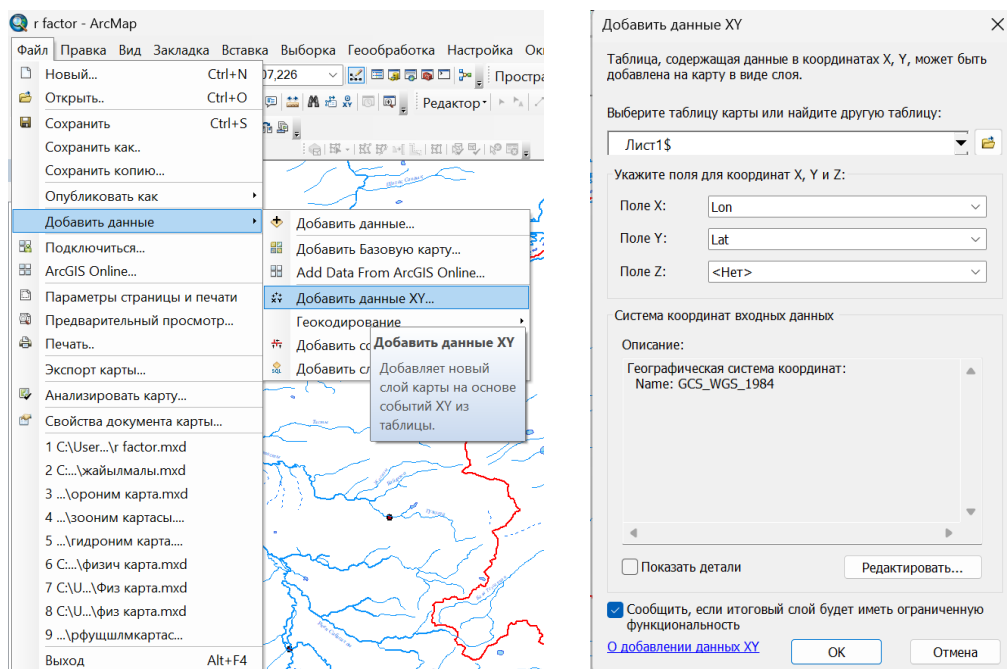 r factor - ArcMap
Файл Правка Вид Закладка Вставка Выборка Геообработка Настройка
Новый... Ctrl+N
07,226
Простра
Открыть.. Ctrl+O
Редактор
Сохранить Ctrl+S
Сохранить как..
Сохранить копию...
Опубликовать как
Добавить данные
Подключиться...
ArcGIS Online...
Параметры страницы и печати
Предварительный просмотр...
Печать..
Экспорт карты...
Анализировать карту...
Свойства документа карты...
1 C:\User...\r factor.mxd
2 C:...\жайылмалы.mxd
3 ...\ороним карта.mxd
4 ...\зооним картасы....
5 ...\гидроним карта....
6 C:...\физич карта.mxd
7 C:\U...\Физ карта.mxd
8 C:\U...\физ карта.mxd
9 ...\рфущшлмкартас...
Выход Alt+F4
Добавить данные...
Добавить Базовую карту...
Add Data From ArcGIS Online...
Добавить данные XY...
Геокодирование
Добавить со
Добавить сл
Добавить данные XY
Добавляет новый
слой карты на основе
событий XY из
таблицы.
Добавить данные XY
Таблица, содержащая данные в координатах X, Y, может быть
добавлена на карту в виде слоя.
Выберите таблицу карты или найдите другую таблицу:
Лист1$
Укажите поля для координат X, Y и Z:
Поле X: Lon
Поле Y: Lat
Поле Z: <Нет>
Система координат входных данных
Описание:
Географическая система координат:
Name: GCS_WGS_1984
Показать детали
Редактировать...
Сообщить, если итоговый слой будет иметь ограниченную
функциональность
О добавлении данных XY
OK
Отмена